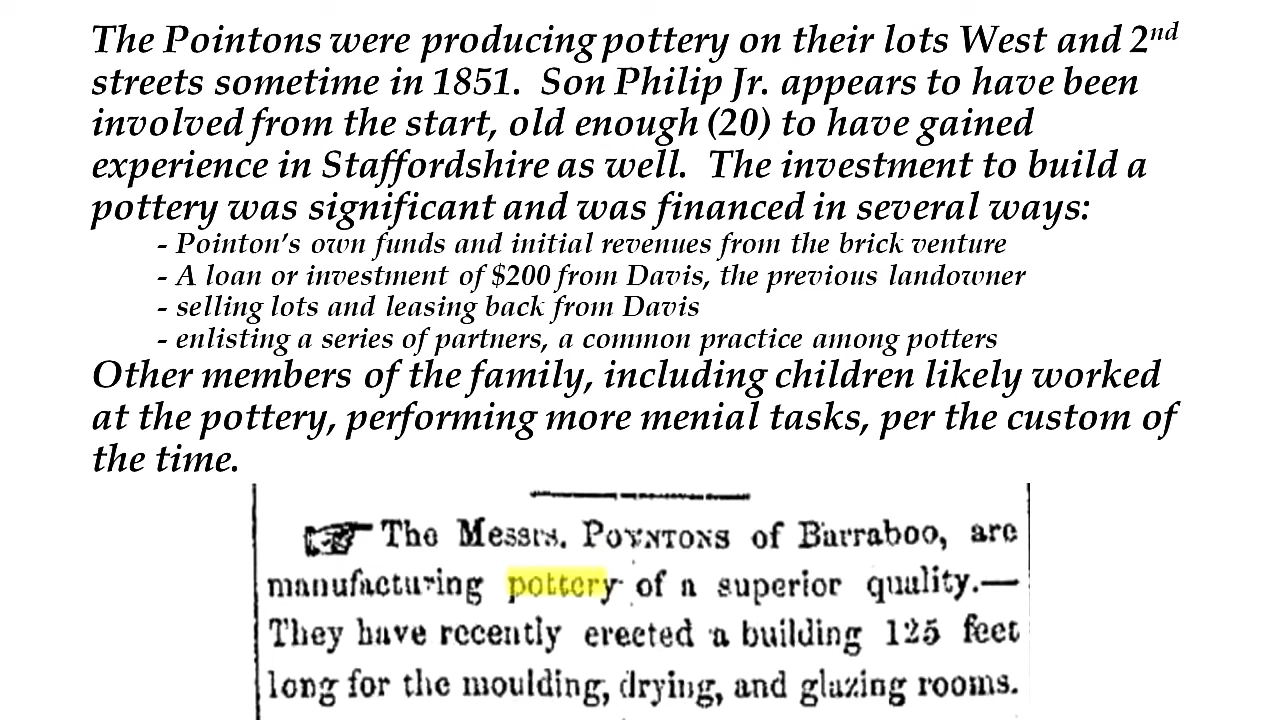 The Pointons were producing pottery on their lots West and 2nd
streets sometime in 1851. Son Philip Jr. appears to have been
involved from the start, old enough (20) to have gained
experience in Staffordshire as well. The investment to build a
pottery was significant and was financed in several ways:
- Pointon's own funds and initial revenues from the brick venture
- A loan or investment of $200 from Davis, the previous landowner
- selling lots and leasing back from Davis
- enlisting a series of partners, a common practice among potters
Other members of the family, including children likely worked
at the pottery, performing more menial tasks, per the custom of
the time.
☞ The Messrs. POYNTONS of Barraboo, are
manufacturing pottery of a superior quality.—
They have recently erected a building 125 feet
long for the moulding, drying, and glazing rooms.